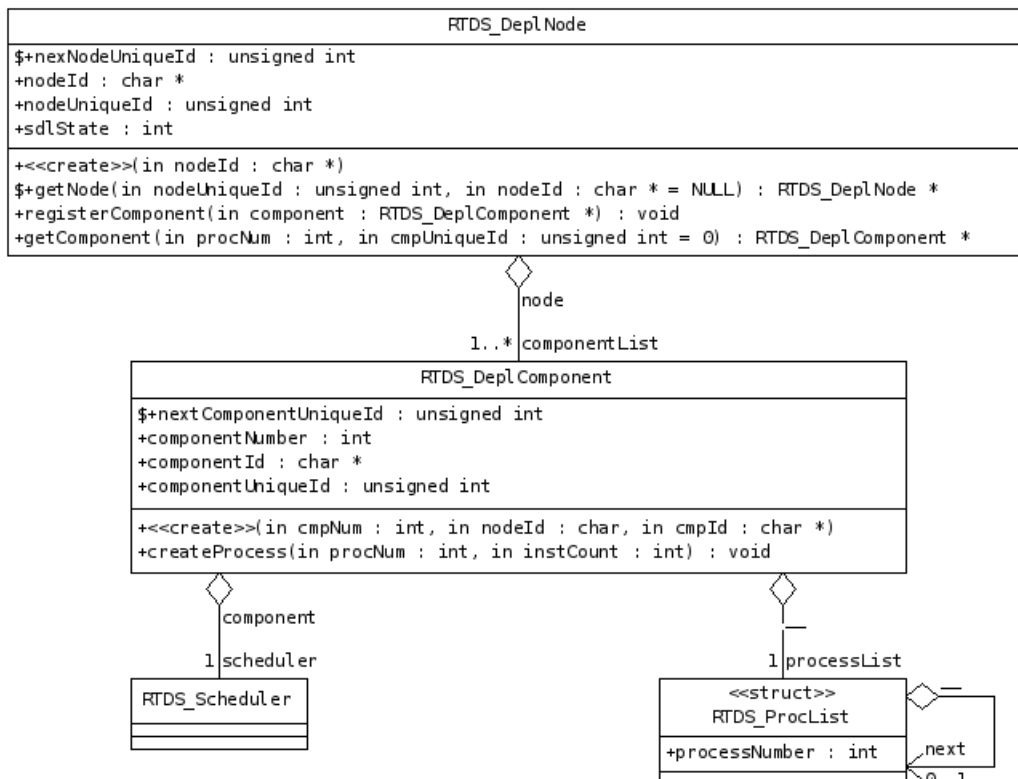 RTDS_DeplNode
$+nexNodeUniqueId : unsigned int
+nodeId : char *
+nodeUniqueId : unsigned int
+sdlState : int
+<<create>>(in nodeId : char *)
$+getNode(in nodeUniqueId : unsigned int, in nodeId : char * = NULL) : RTDS_DeplNode *
+registerComponent(in component : RTDS_DeplComponent *) : void
+getComponent(in procNum : int, in cmpUniqueId : unsigned int = 0) : RTDS_DeplComponent *
node
1..* componentList
RTDS_DeplComponent
$+nextComponentUniqueId : unsigned int
+componentNumber : int
+componentId : char *
+componentUniqueId : unsigned int
+<<create>>(in cmpNum : int, in nodeId : char, in cmpId : char *)
+createProcess(in procNum : int, in instCount : int) : void
component
1 scheduler
1 processList
RTDS_Scheduler
<<struct>>
RTDS_ProcList
+processNumber : int
next
0..1